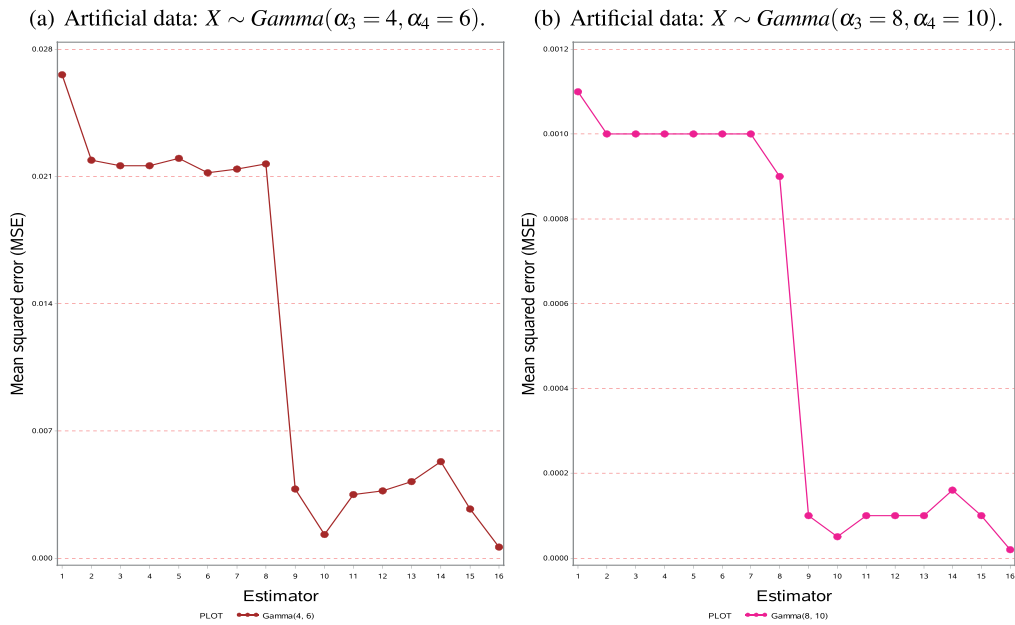 (a) Artificial data: X ∼ Gamma(α₃ = 4, α₄ = 6).
0.028
0.021
0.014
0.007
0.000
Mean squared error (MSE)
1 2 3 4 5 6 7 8 9 10 11 12 13 14 15 16
Estimator
PLOT Gamma(4, 6)
(b) Artificial data: X ∼ Gamma(α₃ = 8, α₄ = 10).
0.0012
0.0010
0.0008
0.0006
0.0004
0.0002
0.0000
Mean squared error (MSE)
1 2 3 4 5 6 7 8 9 10 11 12 13 14 15 16
Estimator
PLOT Gamma(8, 10)